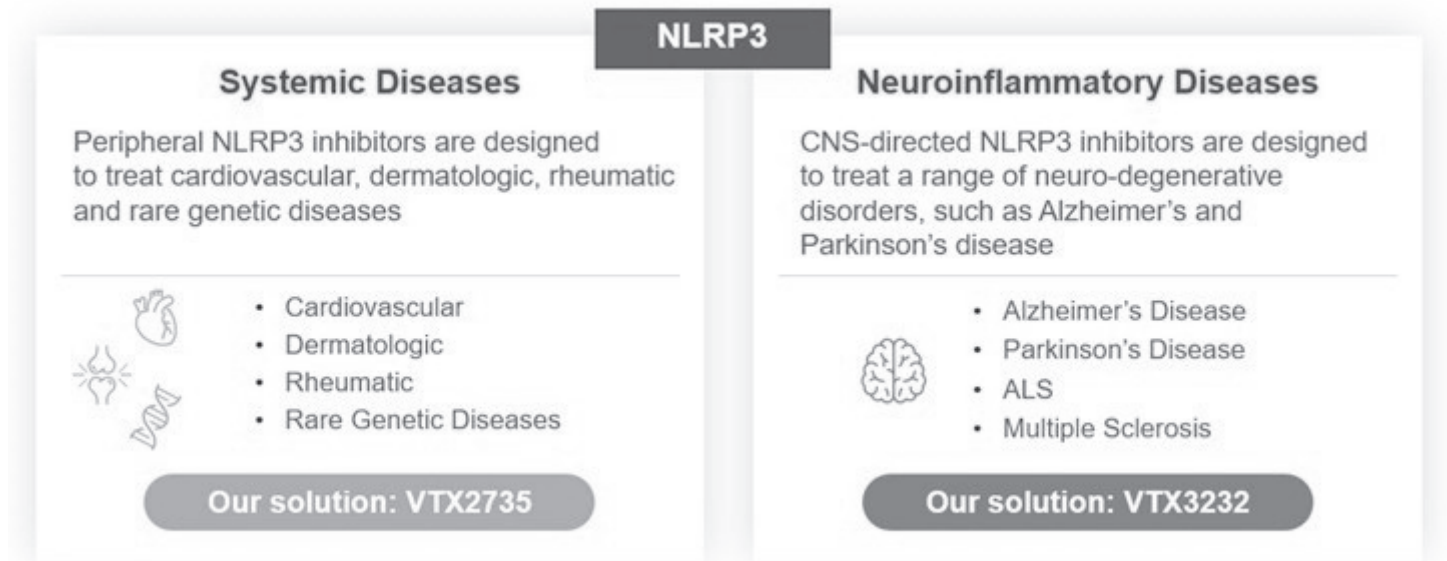 NLRP3
Systemic Diseases
Peripheral NLRP3 inhibitors are designed
to treat cardiovascular, dermatologic, rheumatic
and rare genetic diseases
• Cardiovascular
• Dermatologic
• Rheumatic
• Rare Genetic Diseases
Our solution: VTX2735
Neuroinflammatory Diseases
CNS-directed NLRP3 inhibitors are designed
to treat a range of neuro-degenerative
disorders, such as Alzheimer’s and
Parkinson’s disease
• Alzheimer’s Disease
• Parkinson’s Disease
• ALS
• Multiple Sclerosis
Our solution: VTX3232